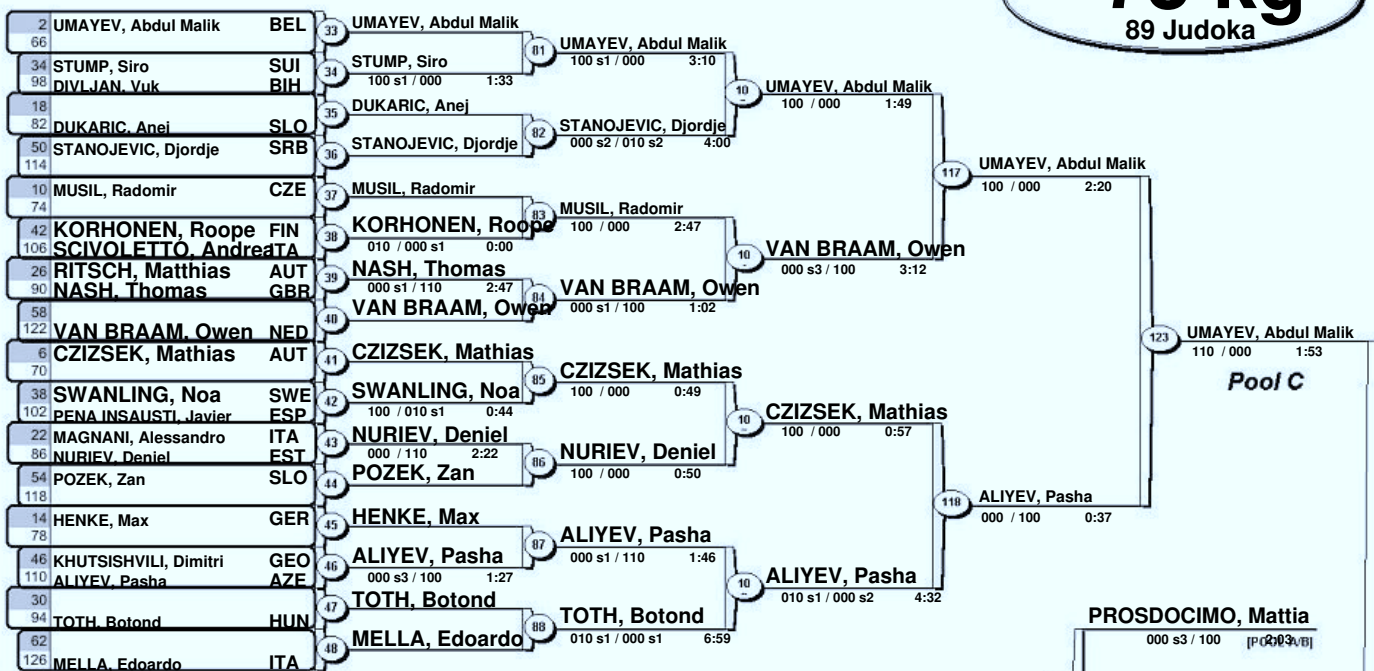 73 kg
89 Judoka
2 UMAYEV, Abdul Malik BEL
66
34 STUMP, Siro SUI
98 DIVLJAN, Vuk BIH
18
82 DUKARIC, Anej SLO
50 STANOJEVIC, Djordje SRB
114
10 MUSIL, Radomir CZE
74
42 KORHONEN, Roope FIN
106 SCIVOLETTO, Andrea ITA
26 RITSCH, Matthias AUT
90 NASH, Thomas GBR
58
122 VAN BRAAM, Owen NED
6 CZIZSEK, Mathias AUT
70
38 SWANLING, Noa SWE
102 PENA INSAUSTI, Javier ESP
22 MAGNANI, Alessandro ITA
86 NURIEV, Deniel EST
54 POZEK, Zan SLO
118
14 HENKE, Max GER
78
46 KHUTSISHVILI, Dimitri GEO
110 ALIYEV, Pasha AZE
30
94 TOTH, Botond HUN
62
126 MELLA, Edoardo ITA
33 UMAYEV, Abdul Malik
34 STUMP, Siro
100 s1 / 000 1:33
35 DUKARIC, Anej
36 STANOJEVIC, Djordje
37 MUSIL, Radomir
38 KORHONEN, Roope
010 / 000 s1 0:00
39 NASH, Thomas
000 s1 / 110 2:47
40 VAN BRAAM, Owen
41 CZIZSEK, Mathias
42 SWANLING, Noa
100 / 010 s1 0:44
43 NURIEV, Deniel
000 / 110 2:22
44 POZEK, Zan
45 HENKE, Max
46 ALIYEV, Pasha
000 s3 / 100 1:27
47 TOTH, Botond
48 MELLA, Edoardo
81 UMAYEV, Abdul Malik
100 s1 / 000 3:10
82 STANOJEVIC, Djordje
000 s2 / 010 s2 4:00
83 MUSIL, Radomir
100 / 000 2:47
84 VAN BRAAM, Owen
000 s1 / 100 1:02
85 CZIZSEK, Mathias
100 / 000 0:49
86 NURIEV, Deniel
100 / 000 0:50
87 ALIYEV, Pasha
000 s1 / 110 1:46
88 TOTH, Botond
010 s1 / 000 s1 6:59
10 UMAYEV, Abdul Malik
100 / 000 1:49
10 VAN BRAAM, Owen
000 s3 / 100 3:12
10 CZIZSEK, Mathias
100 / 000 0:57
10 ALIYEV, Pasha
010 s1 / 000 s2 4:32
117 UMAYEV, Abdul Malik
100 / 000 2:20
118 ALIYEV, Pasha
000 / 100 0:37
123 UMAYEV, Abdul Malik
110 / 000 1:53
Pool C
PROSDOCIMO, Mattia
000 s3 / 100 2:03
[POOL A/B]